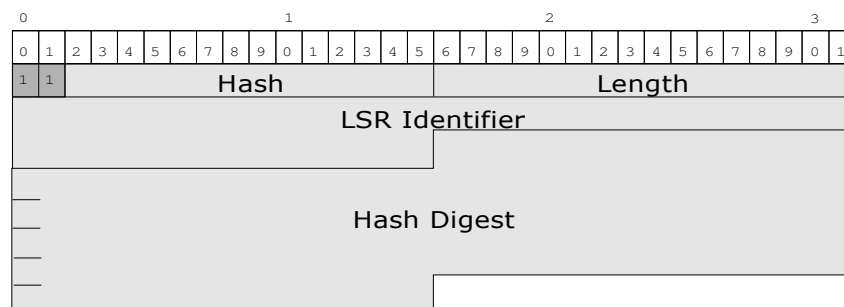 0 1 2 3
0 1 2 3 4 5 6 7 8 9 0 1 2 3 4 5 6 7 8 9 0 1 2 3 4 5 6 7 8 9 0 1
1 1 Hash Length
LSR Identifier
Hash Digest